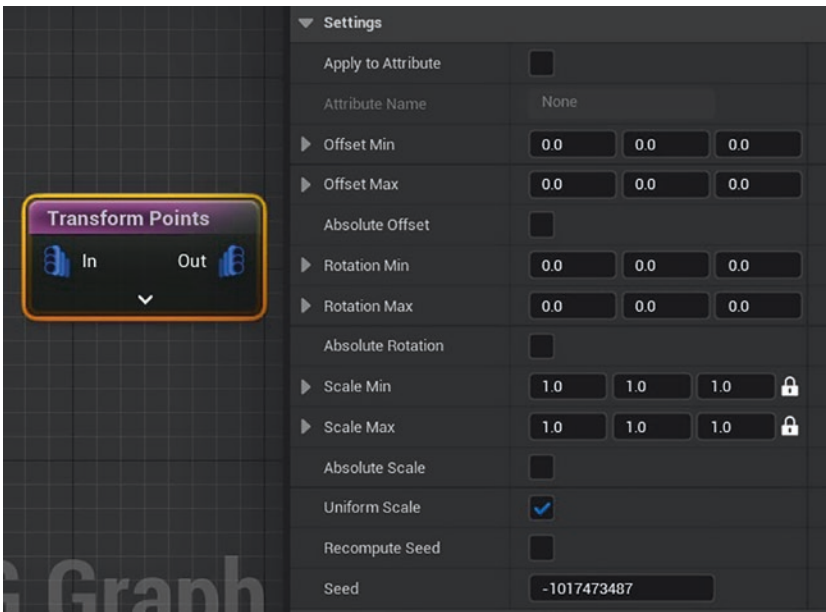 Settings
Apply to Attribute
Attribute Name None
Offset Min 0.0 0.0 0.0
Offset Max 0.0 0.0 0.0
Transform Points
Absolute Offset
In Out
Rotation Min 0.0 0.0 0.0
Rotation Max 0.0 0.0 0.0
Absolute Rotation
Scale Min 1.0 1.0 1.0
Scale Max 1.0 1.0 1.0
Absolute Scale
Uniform Scale
Recompute Seed
G Graph
Seed -1017473487